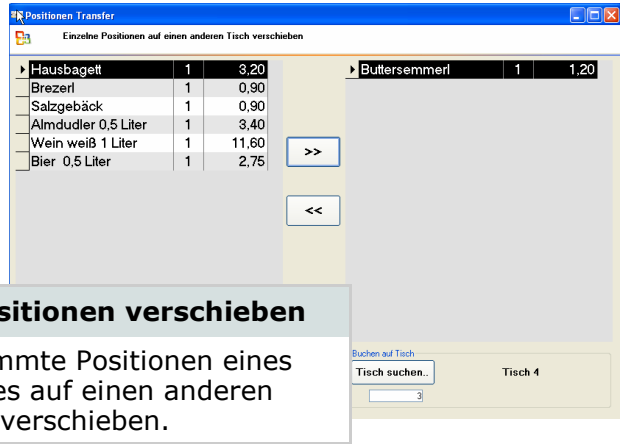 Positionen Transfer
Einzelne Positionen auf einen anderen Tisch verschieben
Hausbagett 1 3,20
Brezerl 1 0,90
Salzgebäck 1 0,90
Almdudler 0,5 Liter 1 3,40
Wein weiß 1 Liter 1 11,60
Bier 0,5 Liter 1 2,75
>>
<<
Buttersemmerl 1 1,20
sitionen verschieben
mmte Positionen eines
es auf einen anderen
verschieben.
Buchen auf Tisch
Tisch suchen..
Tisch 4
3